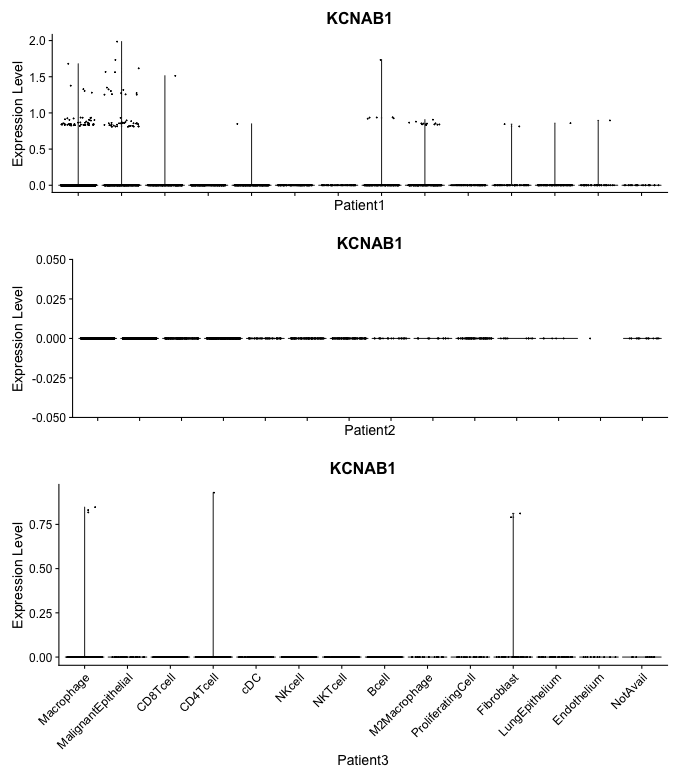 KCNAB1
Expression Level
2.0
1.5
1.0
0.5
0.0
Patient1
KCNAB1
Expression Level
0.050
0.025
0.000
-0.025
-0.050
Patient2
KCNAB1
Expression Level
0.75
0.50
0.25
0.00
Macrophage
MalignantEpithelial
CD8Tcell
CD4Tcell
cDC
NKcell
NKTcell
Bcell
M2Macrophage
ProliferatingCell
Fibroblast
LungEpithelium
Endothelium
NotAvail
Patient3